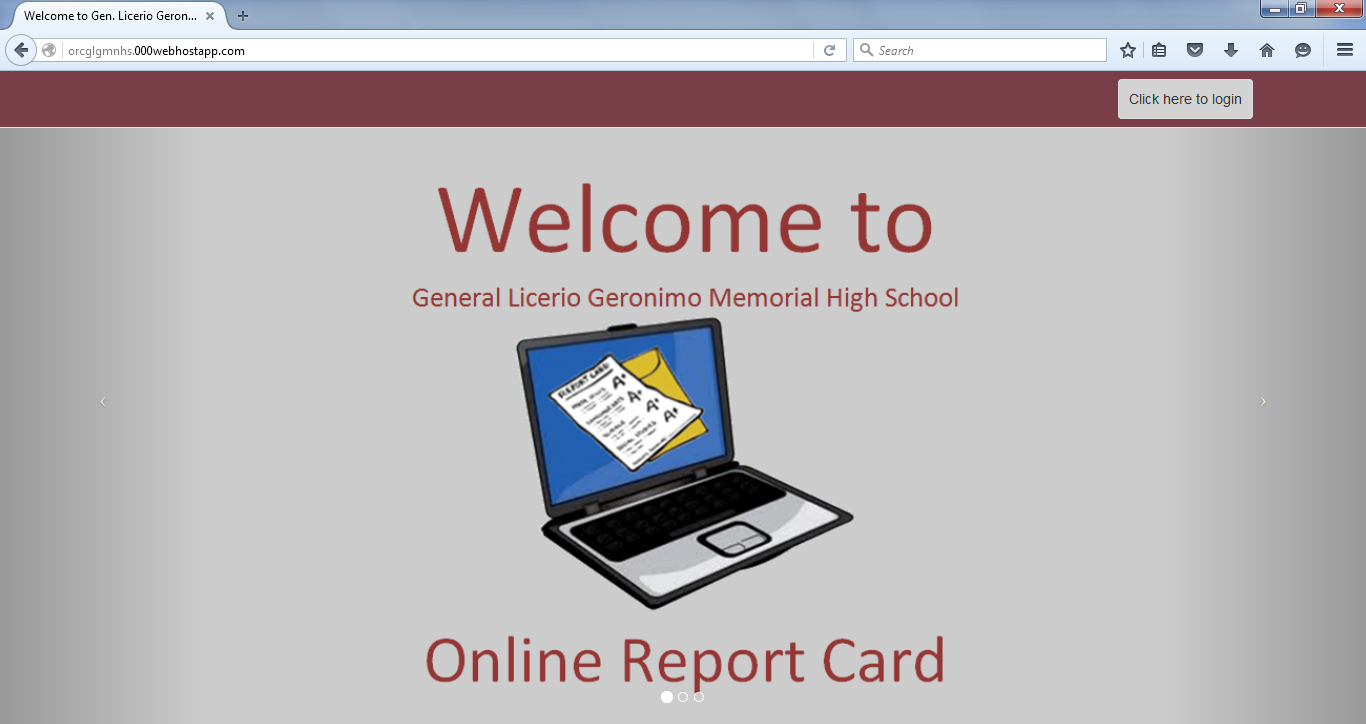 Welcome to Gen. Licerio Geron...
orcglgmnhs.000webhostapp.com
Search
Click here to login
Welcome to
General Licerio Geronimo Memorial High School
REPORT CARD
A+
A+
A+
A+
Online Report Card